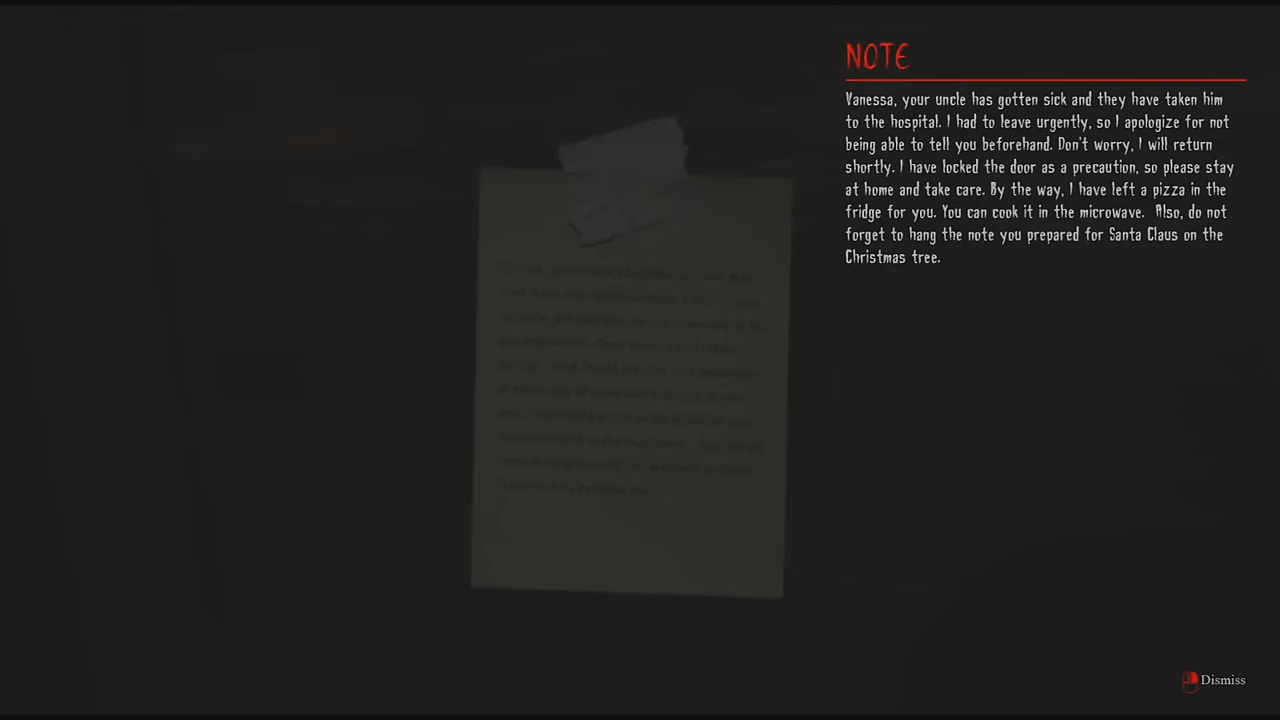 NOTE
Vanessa, your uncle has gotten sick and they have taken him
to the hospital. I had to leave urgently, so I apologize for not
being able to tell you beforehand. Don't worry, I will return
shortly. I have locked the door as a precaution, so please stay
at home and take care. By the way, I have left a pizza in the
fridge for you. You can cook it in the microwave. Also, do not
forget to hang the note you prepared for Santa Claus on the
Christmas tree.
Dismiss